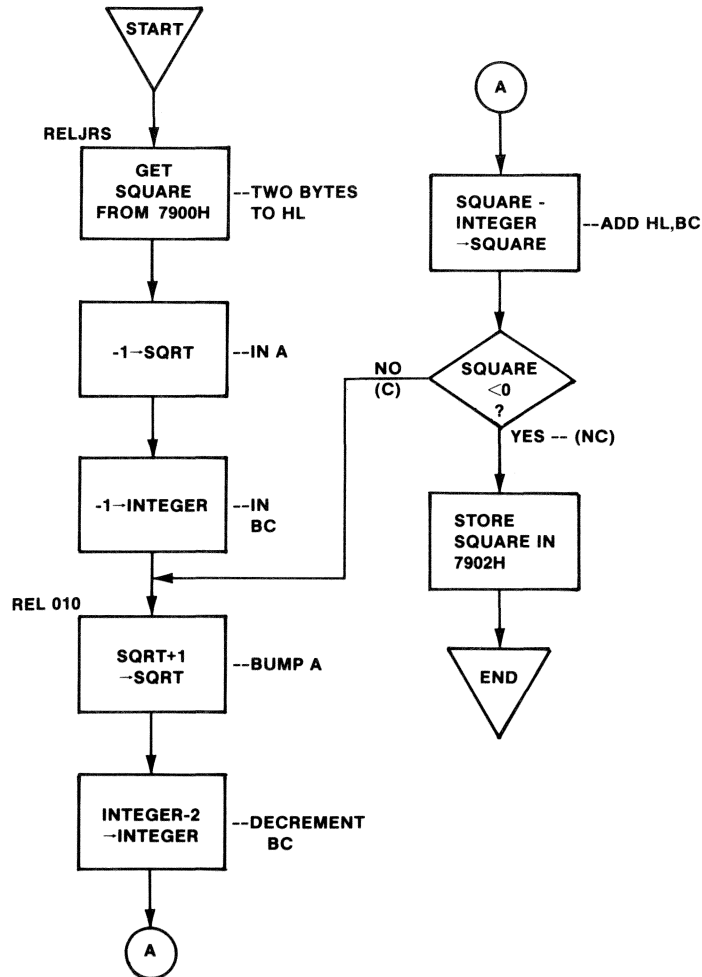 START
RELJRS
GET
SQUARE
FROM 7900H
--TWO BYTES
TO HL
-1→SQRT
--IN A
-1→INTEGER
--IN
BC
REL 010
SQRT+1
→SQRT
--BUMP A
INTEGER-2
→INTEGER
--DECREMENT
BC
A
A
SQUARE -
INTEGER
→SQUARE
--ADD HL,BC
SQUARE
<0
?
NO
(C)
YES -- (NC)
STORE
SQUARE IN
7902H
END